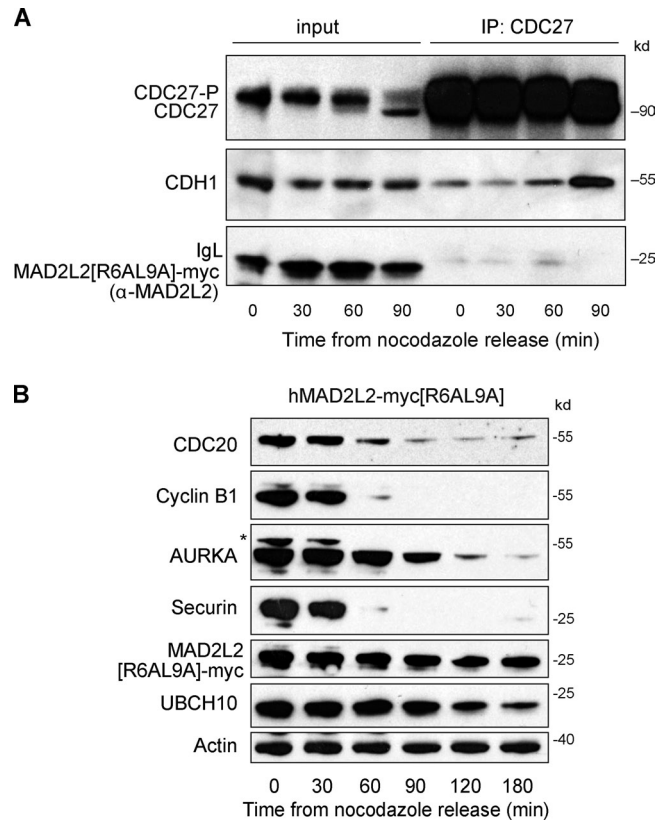 A
input IP: CDC27
kd
CDC27-P
CDC27
–90
CDH1
–55
IgL
MAD2L2[R6AL9A]-myc
(α-MAD2L2)
–25
0 30 60 90 0 30 60 90
Time from nocodazole release (min)
B
hMAD2L2-myc[R6AL9A]
kd
CDC20
-55
Cyclin B1
-55
*
AURKA
-55
Securin
-25
MAD2L2
[R6AL9A]-myc
-25
UBCH10
-25
Actin
-40
0 30 60 90 120 180
Time from nocodazole release (min)